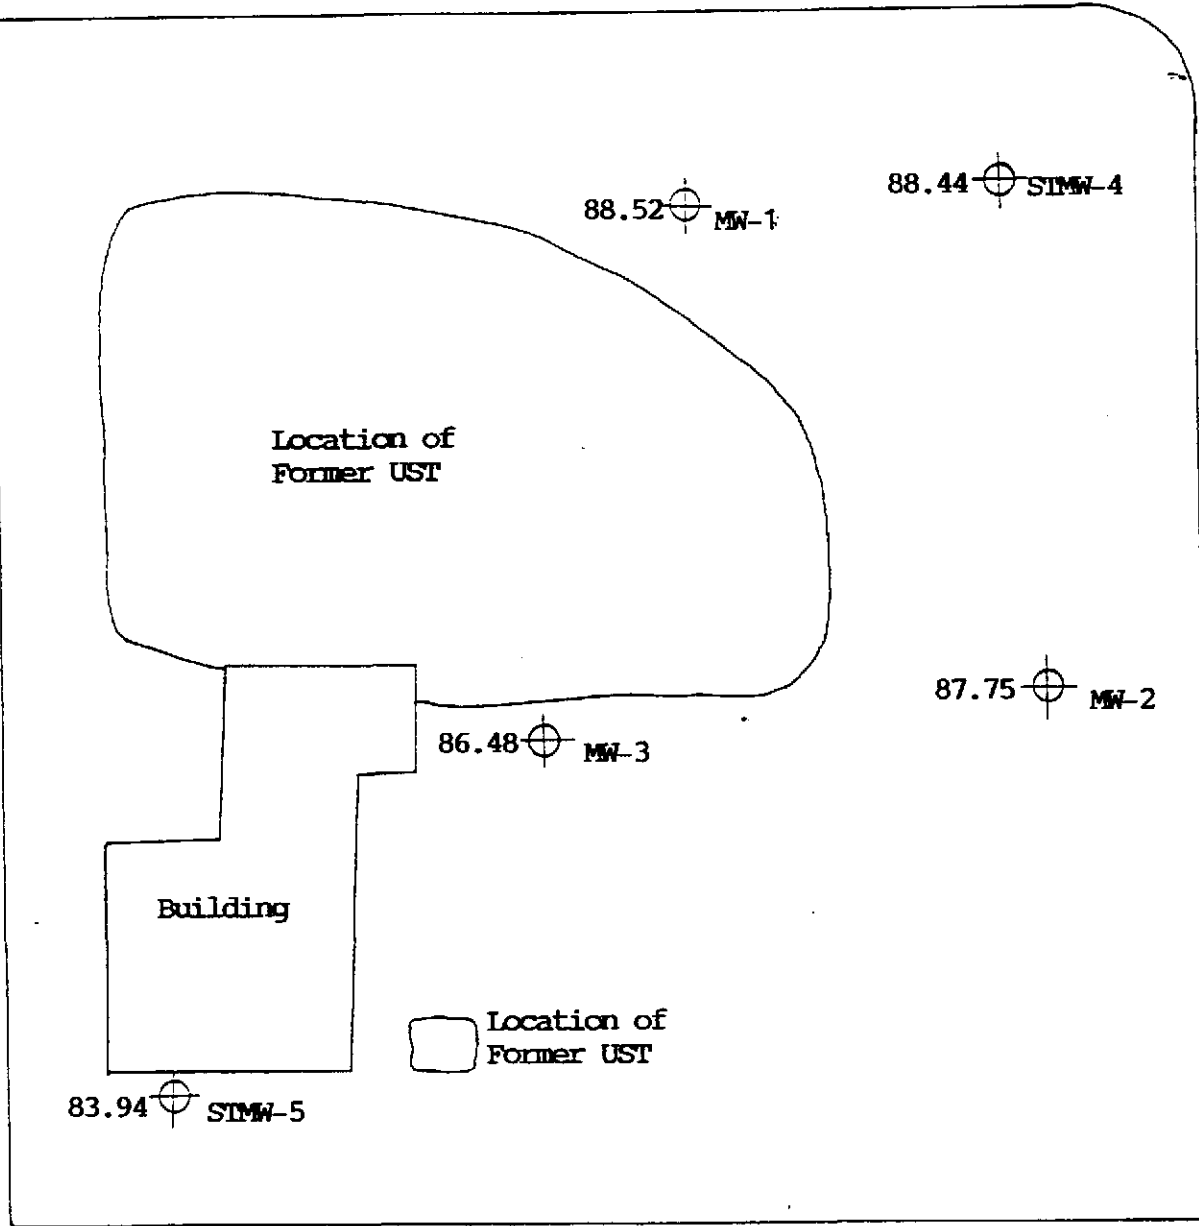 88.44 STMW-4
88.52 MW-1
Location of
Former UST
87.75 MW-2
86.48 MW-3
Building
Location of
Former UST
83.94 STMW-5